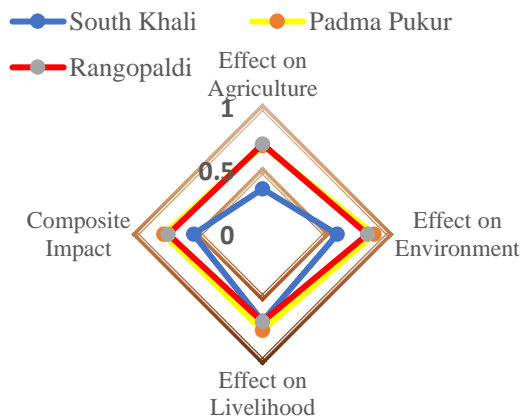 South Khali
Padma Pukur
Rangopaldi
Effect on
Agriculture
1
0.5
0
Composite
Impact
Effect on
Environment
Effect on
Livelihood